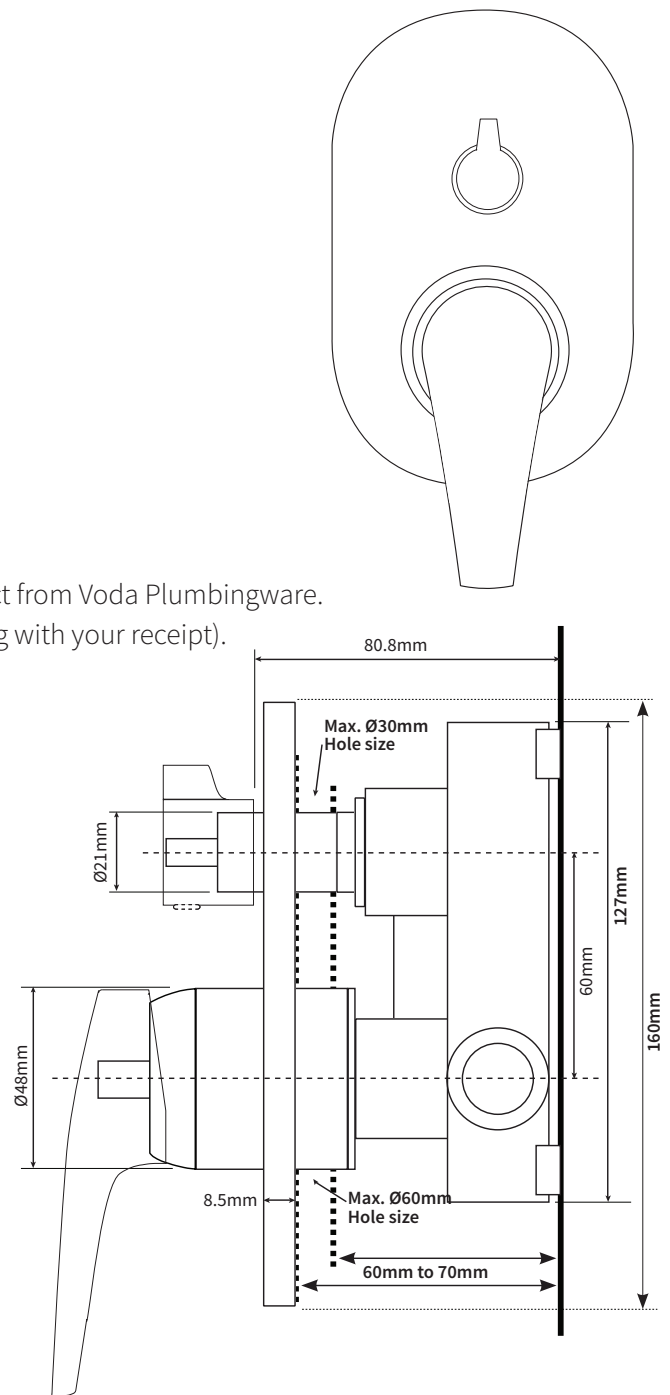 ct from Voda Plumbingware.
g with your receipt).
80.8mm
Max. Ø30mm
Hole size
Ø21mm
127mm
60mm
160mm
Ø48mm
8.5mm
Max. Ø60mm
Hole size
60mm to 70mm